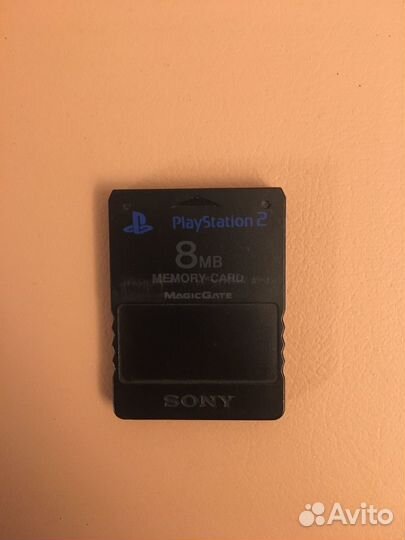 PlayStation 2
8MB
MEMORY CARD
MAGICGATE
SONY
Avito